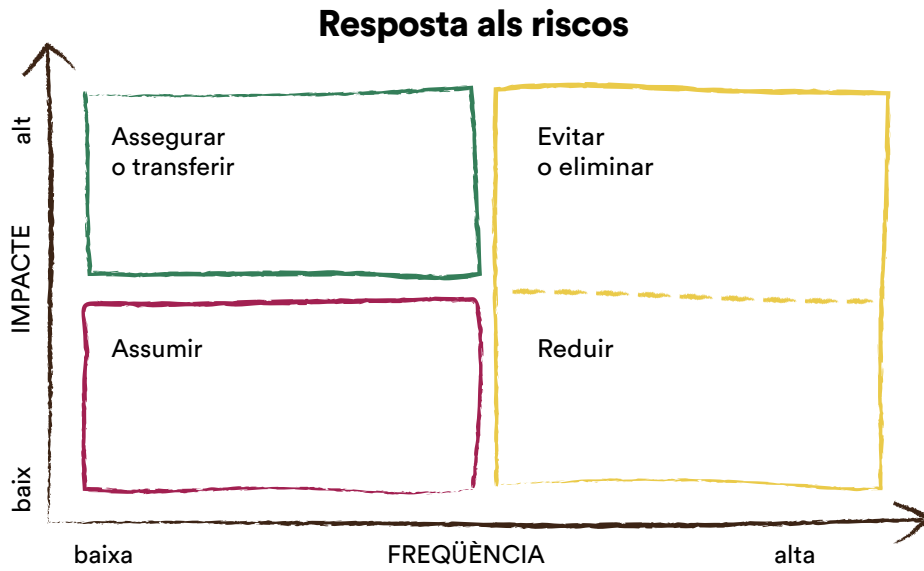 Resposta als riscos
alt
IMPACTE
baix
Assegurar
o transferir
Evitar
o eliminar
Assumir
Reduir
baixa
FREQÜÈNCIA
alta